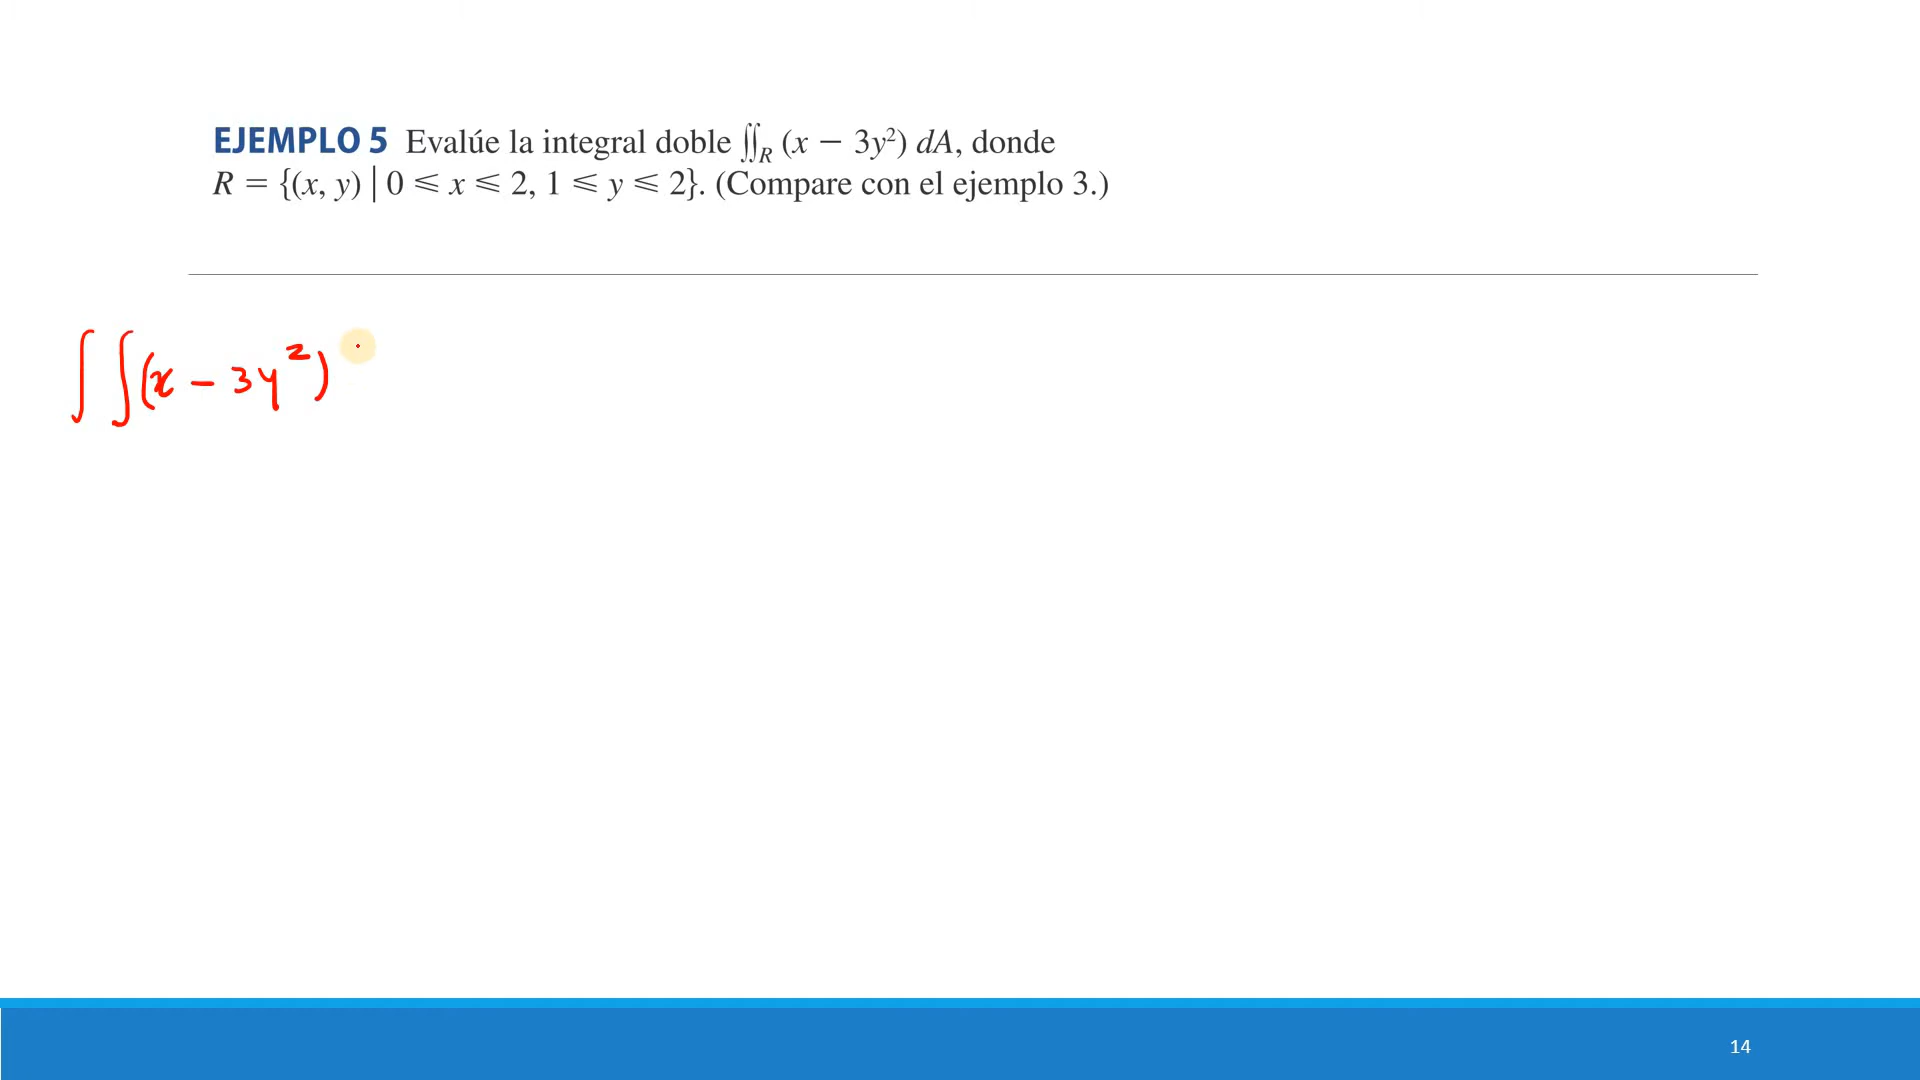 EJEMPLO 5 Evalúe la integral doble ∬_R (x − 3y²) dA, donde
R = {(x, y) | 0 ⩽ x ⩽ 2, 1 ⩽ y ⩽ 2}. (Compare con el ejemplo 3.)
∫∫(x − 3y²)
14